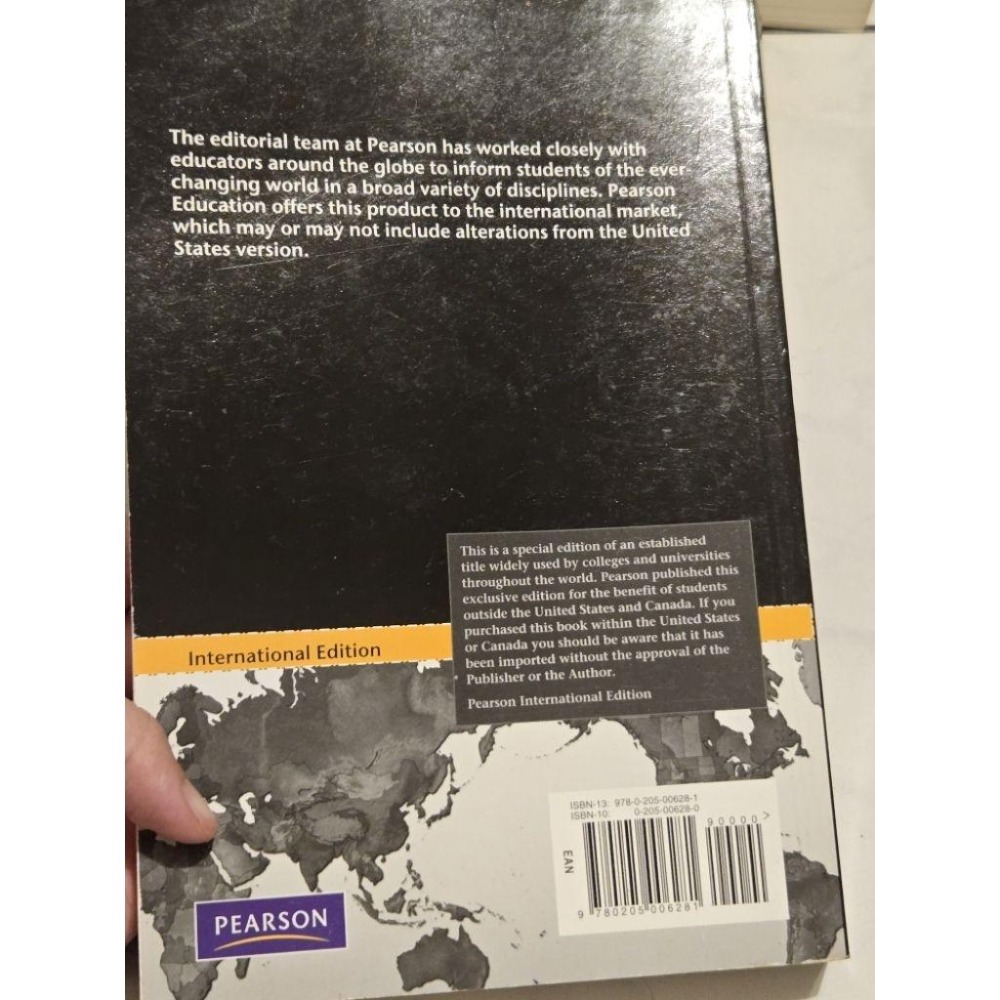 The editorial team at Pearson has worked closely with
educators around the globe to inform students of the ever-
changing world in a broad variety of disciplines. Pearson
Education offers this product to the international market,
which may or may not include alterations from the United
States version.
This is a special edition of an established
title widely used by colleges and universities
throughout the world. Pearson published this
exclusive edition for the benefit of students
outside the United States and Canada. If you
purchased this book within the United States
or Canada you should be aware that it has
been imported without the approval of the
Publisher or the Author.
Pearson International Edition
International Edition
ISBN-13: 978-0-205-00628-1
ISBN-10: 0-205-00628-0
90000>
EAN
9 780205 006281
PEARSON